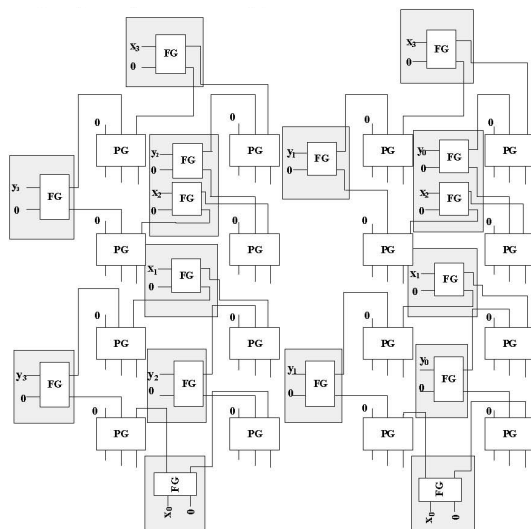 x₃ FG x₃ FG
0 0
0 0 0 0
PG PG PG PG
y₁ FG y₁ FG y₀ FG
0 0 0
y₁ FG x₂ FG x₂ FG
0 0 0
0 0
PG PG PG PG
x₁ FG x₁ FG
0 0
0 0 0 0
PG PG PG PG
y₃ FG y₂ FG y₁ FG y₀ FG
0 0 0 0
0 0 0 0
PG PG PG PG
FG FG
x₀ 0 x₀ 0